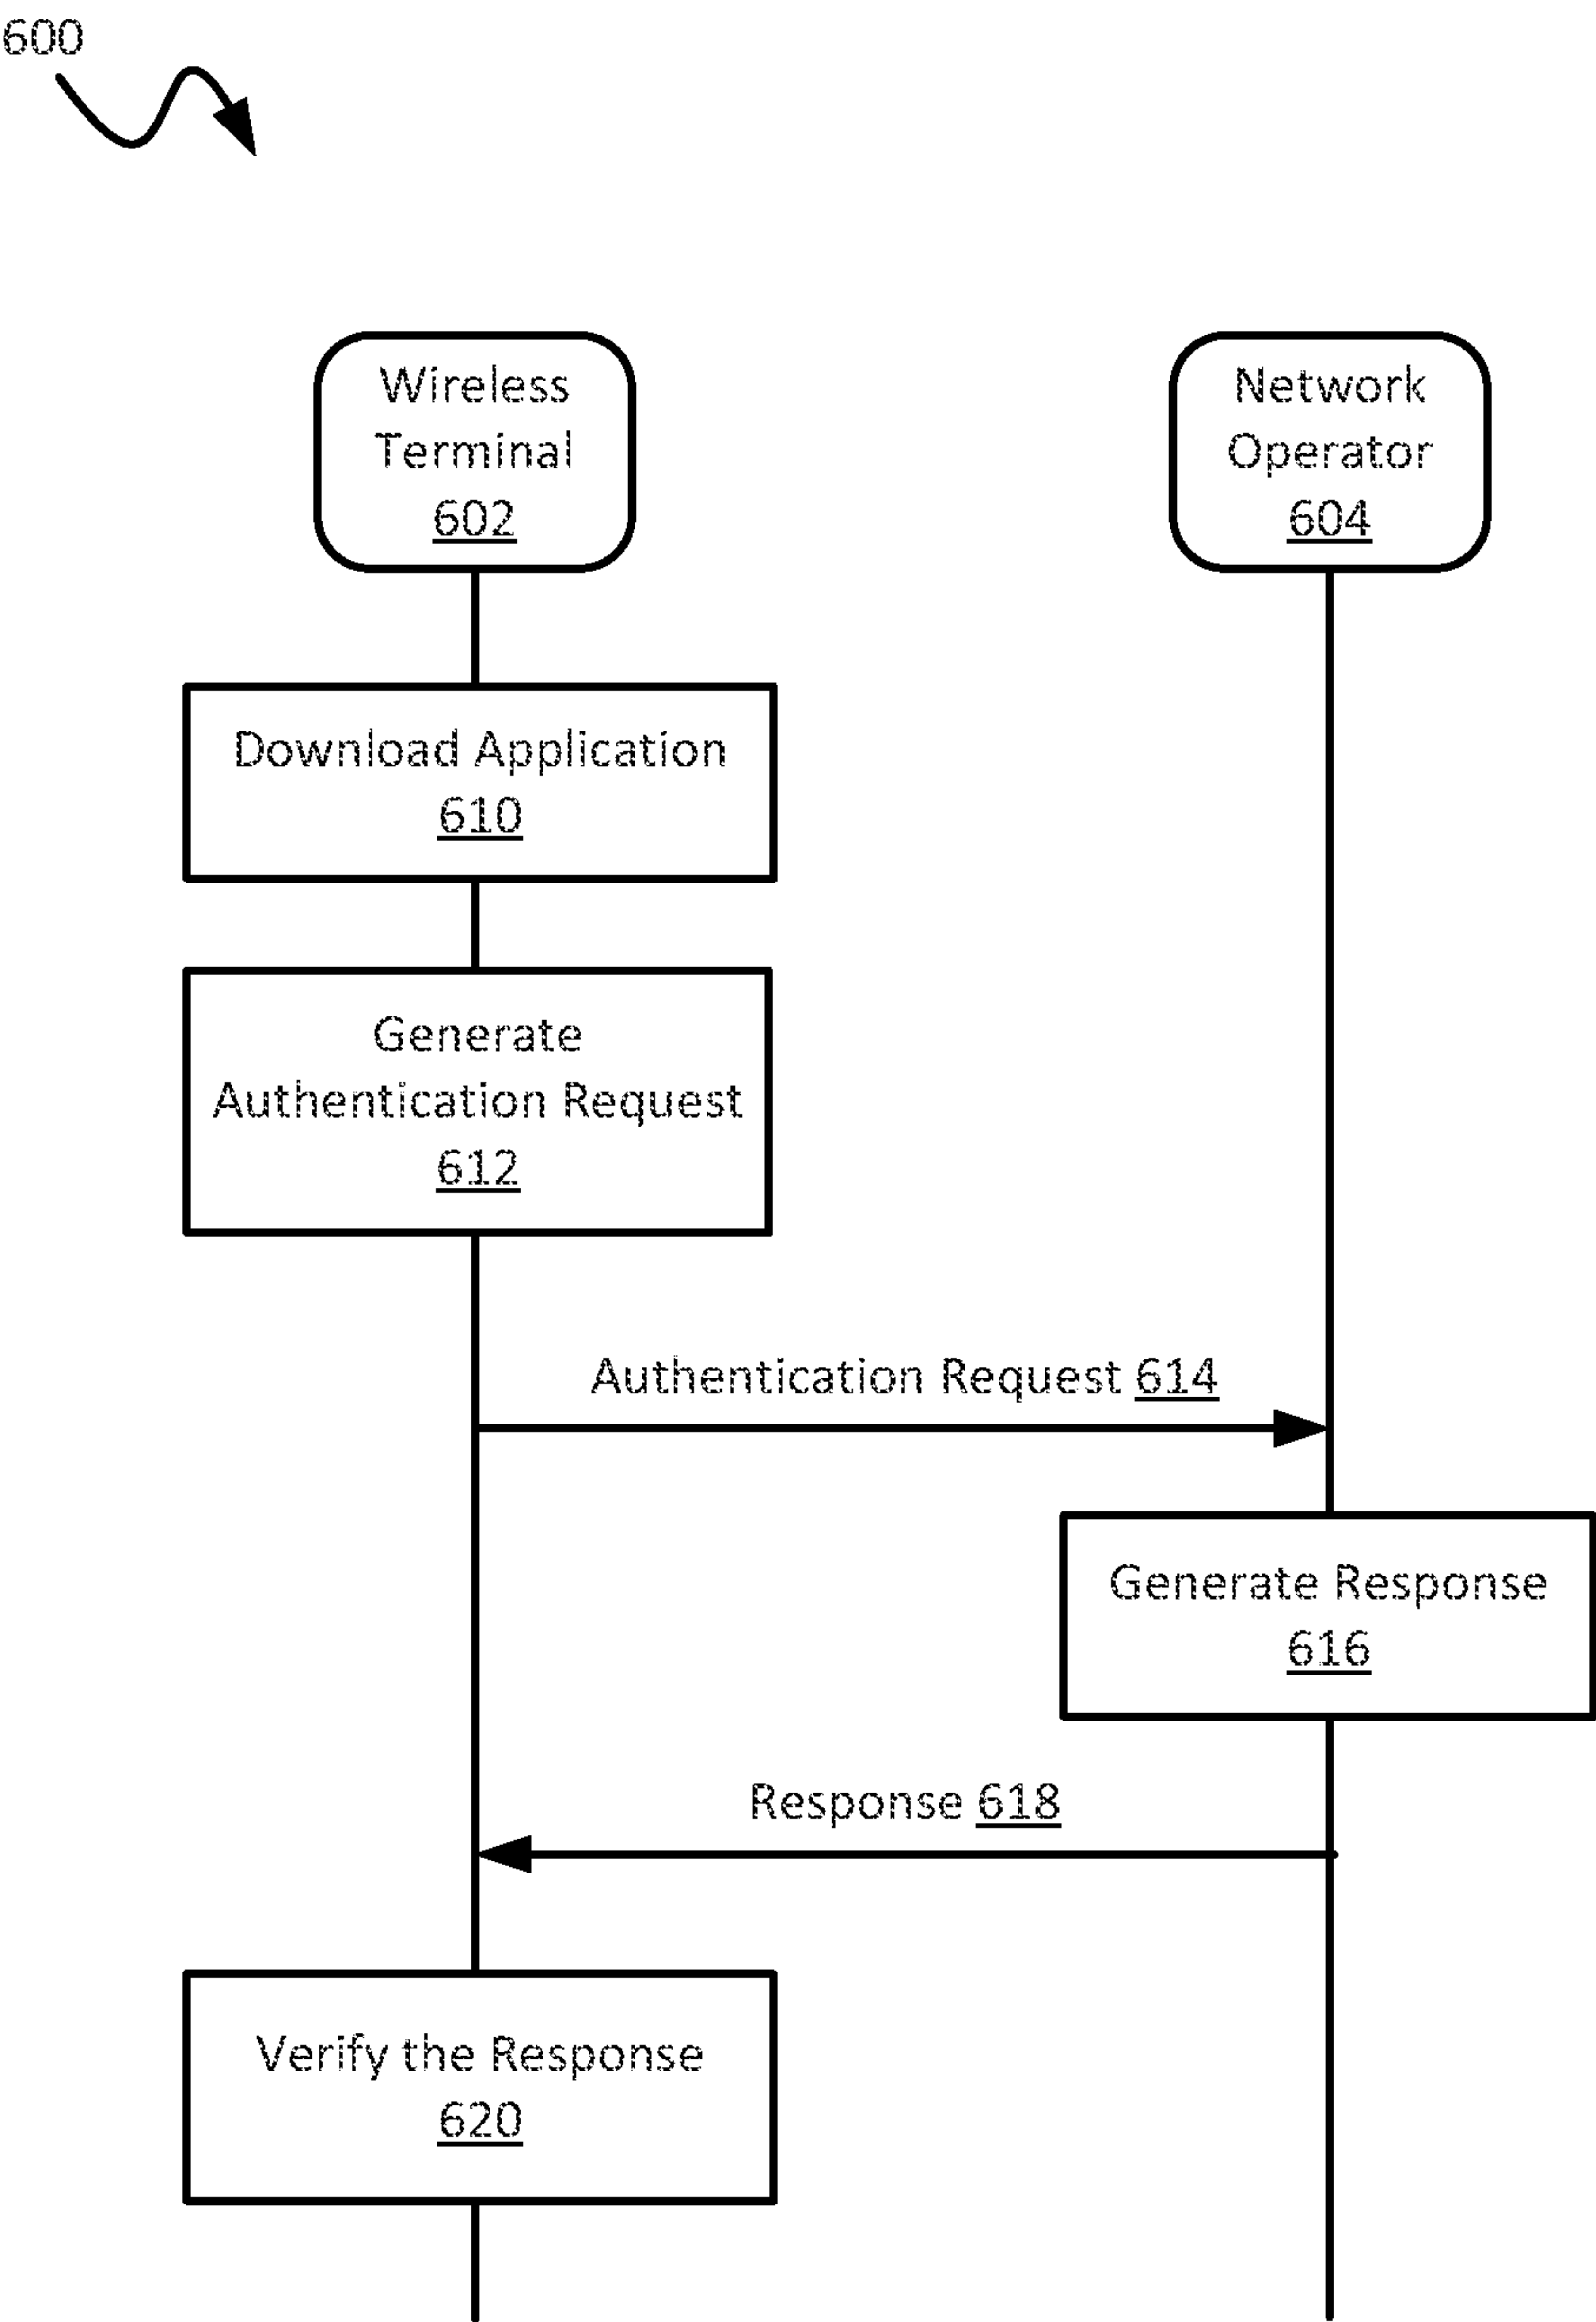 600
Wireless
Terminal
602
Network
Operator
604
Download Application
610
Generate
Authentication Request
612
Authentication Request 614
Generate Response
616
Response 618
Verify the Response
620